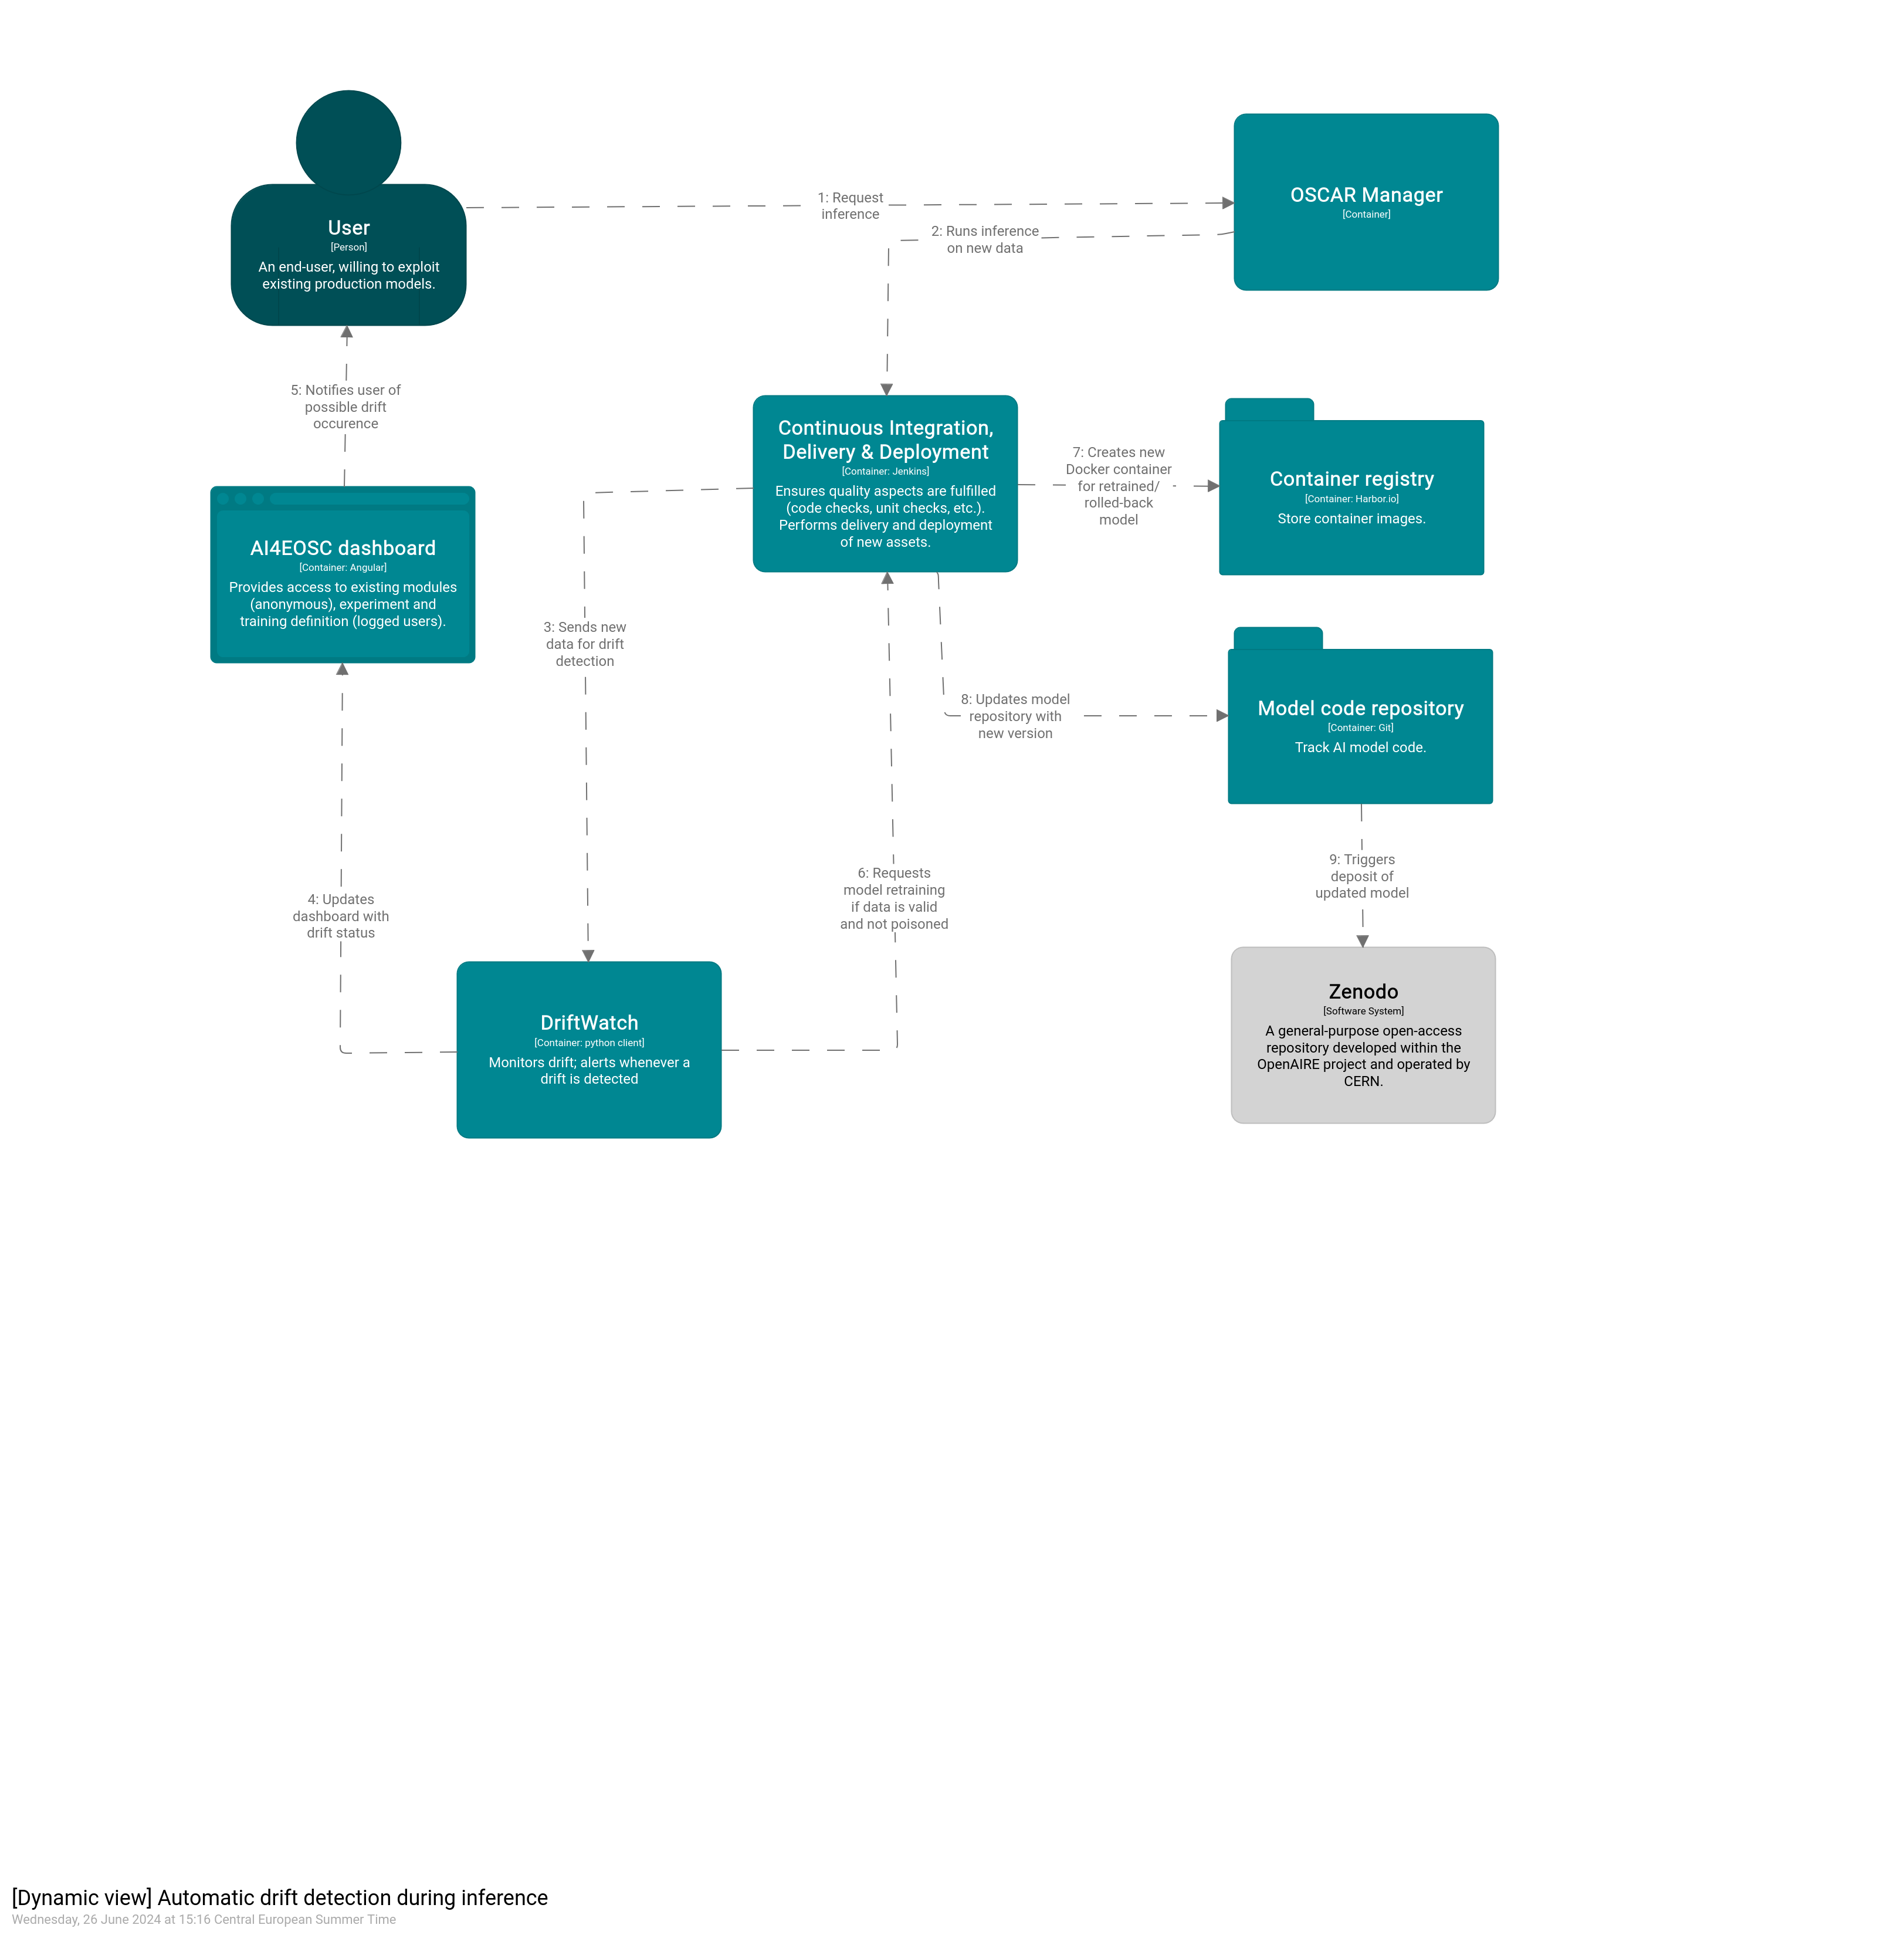 User
[Person]
An end-user, willing to exploit
existing production models.
1: Request
inference
2: Runs inference
on new data
OSCAR Manager
[Container]
5: Notifies user of
possible drift
occurence
AI4EOSC dashboard
[Container: Angular]
Provides access to existing modules
(anonymous), experiment and
training definition (logged users).
Continuous Integration,
Delivery & Deployment
[Container: Jenkins]
Ensures quality aspects are fulfilled
(code checks, unit checks, etc.).
Performs delivery and deployment
of new assets.
7: Creates new
Docker container
for retrained/
rolled-back
model
Container registry
[Container: Harbor.io]
Store container images.
3: Sends new
data for drift
detection
8: Updates model
repository with
new version
Model code repository
[Container: Git]
Track AI model code.
4: Updates
dashboard with
drift status
6: Requests
model retraining
if data is valid
and not poisoned
9: Triggers
deposit of
updated model
DriftWatch
[Container: python client]
Monitors drift; alerts whenever a
drift is detected
Zenodo
[Software System]
A general-purpose open-access
repository developed within the
OpenAIRE project and operated by
CERN.
[Dynamic view] Automatic drift detection during inference
Wednesday, 26 June 2024 at 15:16 Central European Summer Time